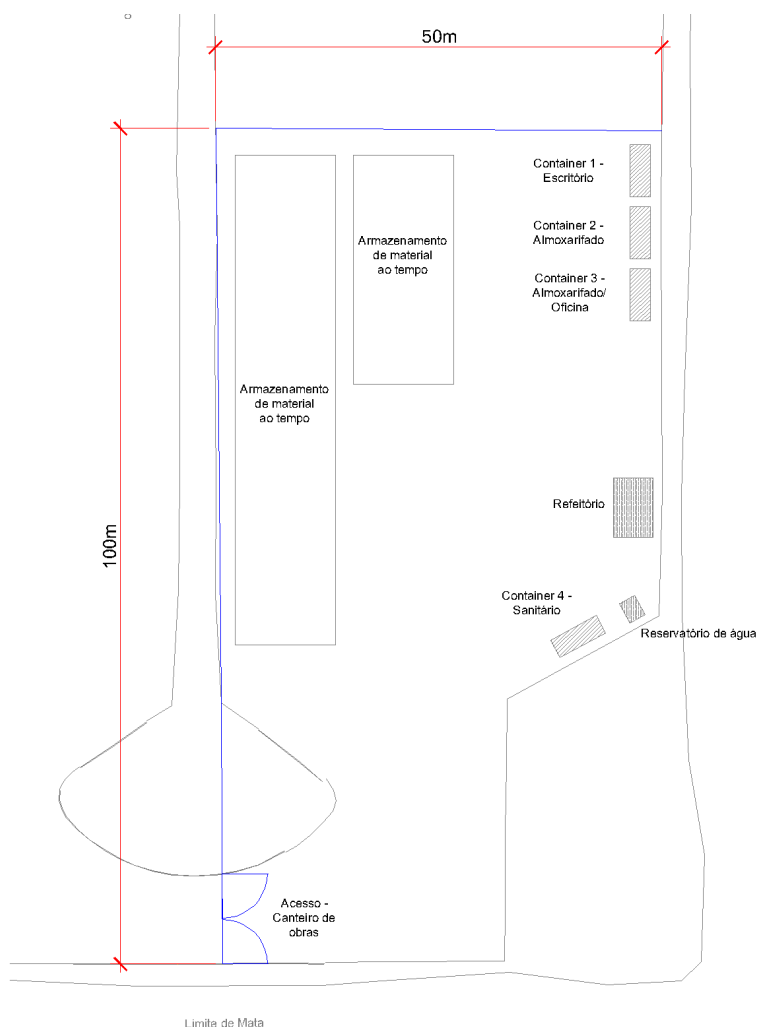 50m
Container 1 -
Escritório
Container 2 -
Almoxarifado
Container 3 -
Almoxarifado/
Oficina
Armazenamento
de material
ao tempo
Armazenamento
de material
ao tempo
100m
Refeitório
Container 4 -
Sanitário
Reservatório de água
Acesso -
Canteiro de
obras
Limita de Mata